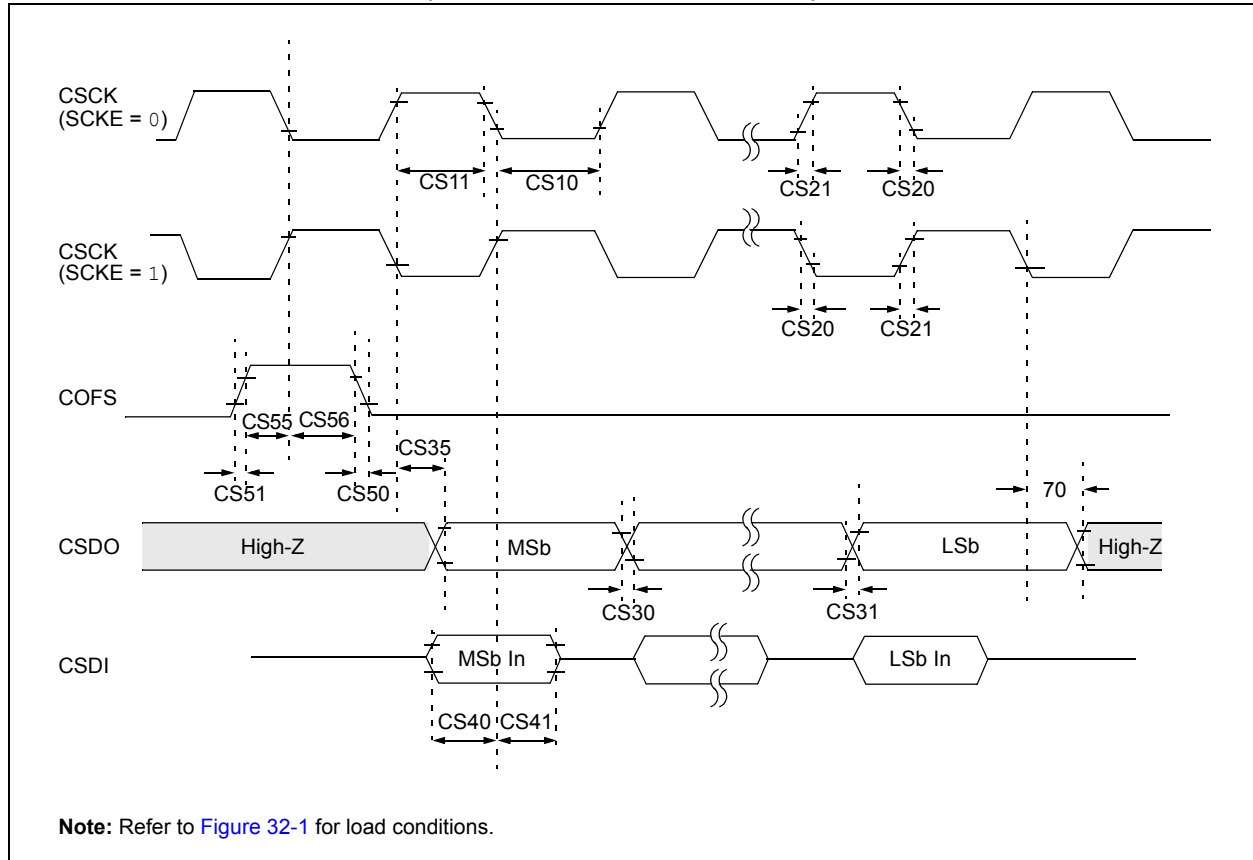 CSCK
(SCKE = 0)
CS11
CS10
CS21
CS20
CSCK
(SCKE = 1)
CS20
CS21
COFS
CS55
CS56
CS35
CS51
CS50
70
CSDO
High-Z
MSb
LSb
High-Z
CS30
CS31
CSDI
MSb In
LSb In
CS40
CS41
Note: Refer to Figure 32-1 for load conditions.